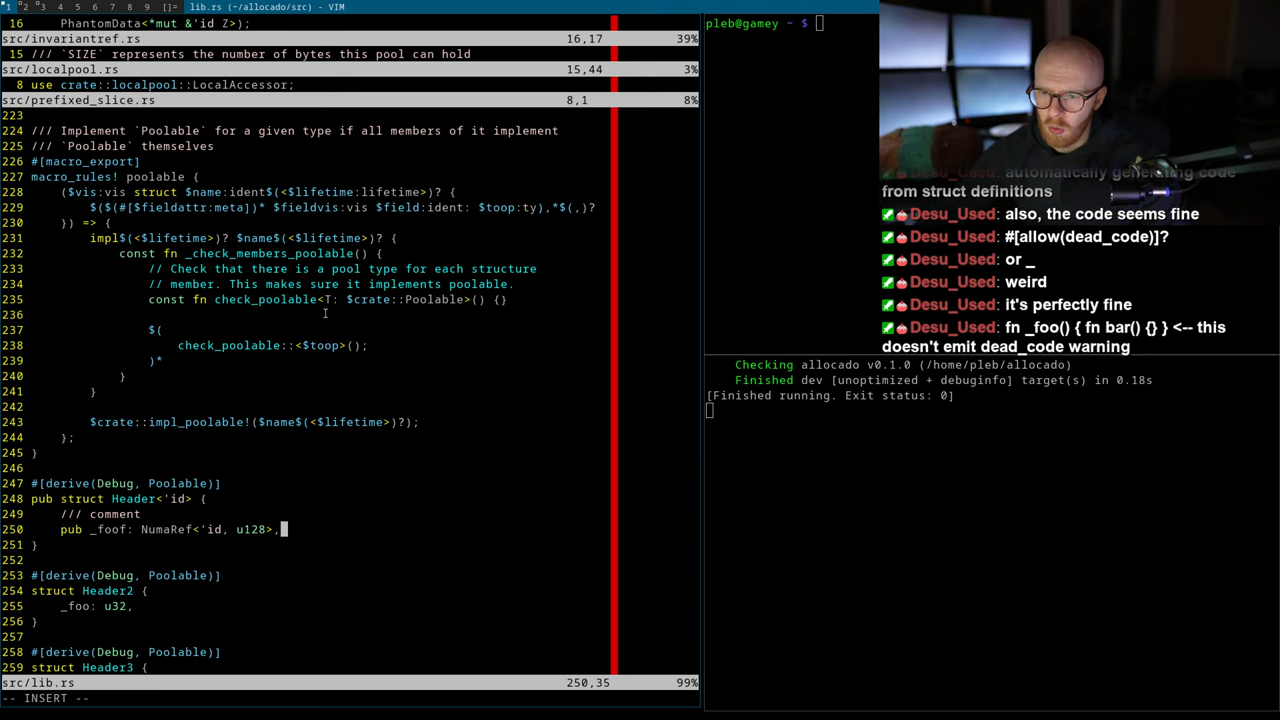 1 2 3 4 5 6 7 8 9 []= lib.rs (~/allocado/src) - VIM
16     PhantomData<*mut &'id Z>);
src/invariantref.rs 16,17 39%
15 /// `SIZE` represents the number of bytes this pool can hold
src/localpool.rs 15,44 3%
8 use crate::localpool::LocalAccessor;
src/prefixed_slice.rs 8,1 8%
223
224 /// Implement `Poolable` for a given type if all members of it implement
225 /// `Poolable` themselves
226 #[macro_export]
227 macro_rules! poolable {
228     ($vis:vis struct $name:ident$(<$lifetime:lifetime>)? {
229     $($(#[$fieldattr:meta])* $fieldvis:vis $field:ident: $toop:ty),*$(,)?
230     }) => {
231         impl$(<$lifetime>)? $name$(<$lifetime>)? {
232             const fn _check_members_poolable() {
233                 // Check that there is a pool type for each structure
234                 // member. This makes sure it implements poolable.
235                 const fn check_poolable<T: $crate::Poolable>() {}
236
237                 $(
238                     check_poolable::<$toop>();
239                 )*
240             }
241         }
242
243         $crate::impl_poolable!($name$(<$lifetime>)?);
244     };
245 }
246
247 #[derive(Debug, Poolable)]
248 pub struct Header<'id> {
249     /// comment
250     pub _foof: NumaRef<'id, u128>,
251 }
252
253 #[derive(Debug, Poolable)]
254 struct Header2 {
255     _foo: u32,
256 }
257
258 #[derive(Debug, Poolable)]
259 struct Header3 {
src/lib.rs 250,35 99%
-- INSERT --
pleb@gamey ~ $
Checking allocado v0.1.0 (/home/pleb/allocado)
Finished dev [unoptimized + debuginfo] target(s) in 0.18s
[Finished running. Exit status: 0]
automatically generating code
from struct definitions
Desu_Used: also, the code seems fine
Desu_Used: #[allow(dead_code)]?
Desu_Used: or _
Desu_Used: weird
Desu_Used: it's perfectly fine
Desu_Used: fn _foo() { fn bar() {} } <-- this
doesn't emit dead_code warning